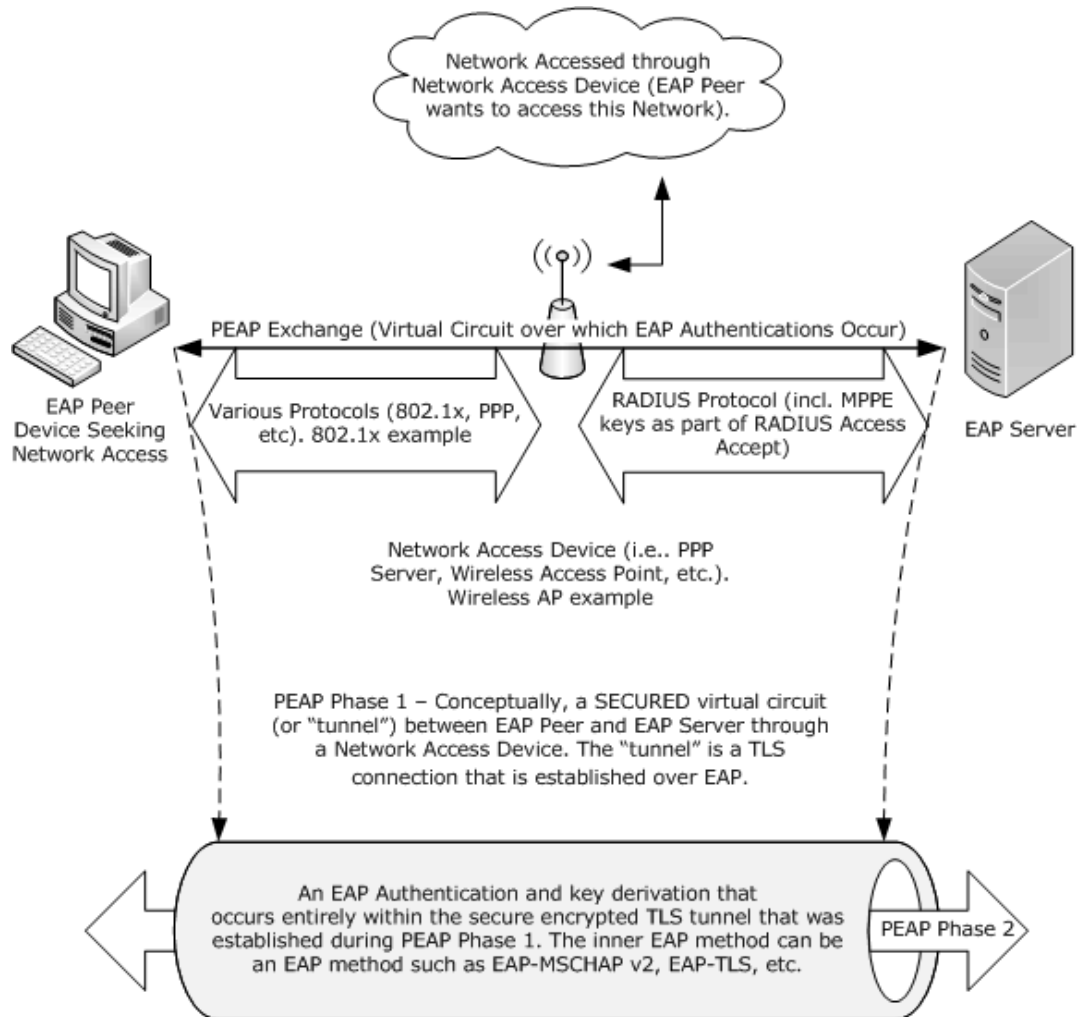 Network Accessed through
Network Access Device (EAP Peer
wants to access this Network).
PEAP Exchange (Virtual Circuit over which EAP Authentications Occur)
EAP Peer
Device Seeking
Network Access
Various Protocols (802.1x, PPP,
etc). 802.1x example
RADIUS Protocol (incl. MPPE
keys as part of RADIUS Access
Accept)
EAP Server
Network Access Device (i.e.. PPP
Server, Wireless Access Point, etc.).
Wireless AP example
PEAP Phase 1 – Conceptually, a SECURED virtual circuit
(or “tunnel”) between EAP Peer and EAP Server through
a Network Access Device. The “tunnel” is a TLS
connection that is established over EAP.
An EAP Authentication and key derivation that
occurs entirely within the secure encrypted TLS tunnel that was
established during PEAP Phase 1. The inner EAP method can be
an EAP method such as EAP-MSCHAP v2, EAP-TLS, etc.
PEAP Phase 2